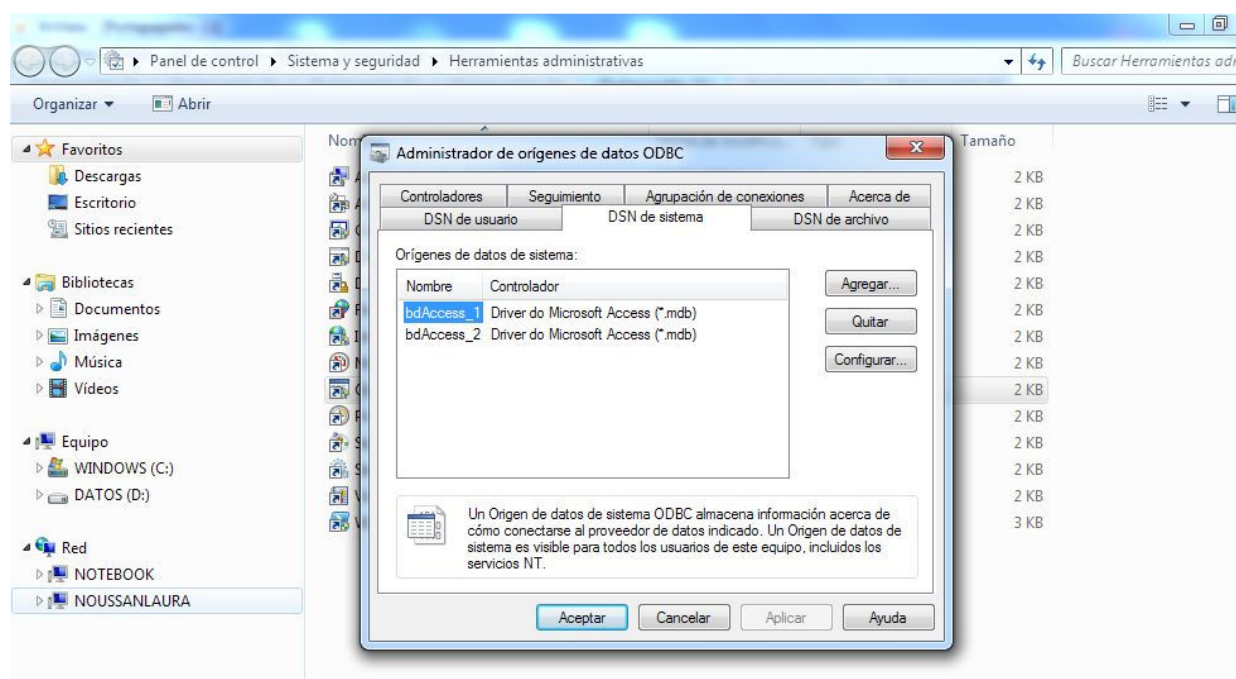 Panel de control ▸ Sistema y seguridad ▸ Herramientas administrativas
Buscar Herramientas adm
Organizar
Abrir
Favoritos
Descargas
Escritorio
Sitios recientes
Bibliotecas
Documentos
Imágenes
Música
Vídeos
Equipo
WINDOWS (C:)
DATOS (D:)
Red
NOTEBOOK
NOUSSANLAURA
Nom
Tamaño
2 KB
2 KB
2 KB
2 KB
2 KB
2 KB
2 KB
2 KB
2 KB
2 KB
2 KB
2 KB
2 KB
3 KB
Administrador de orígenes de datos ODBC
Controladores Seguimiento Agrupación de conexiones Acerca de
DSN de usuario DSN de sistema DSN de archivo
Orígenes de datos de sistema:
Nombre Controlador
bdAccess_1 Driver do Microsoft Access (*.mdb)
bdAccess_2 Driver do Microsoft Access (*.mdb)
Agregar...
Quitar
Configurar...
Un Origen de datos de sistema ODBC almacena información acerca de
cómo conectarse al proveedor de datos indicado. Un Origen de datos de
sistema es visible para todos los usuarios de este equipo, incluidos los
servicios NT.
Aceptar Cancelar Aplicar Ayuda